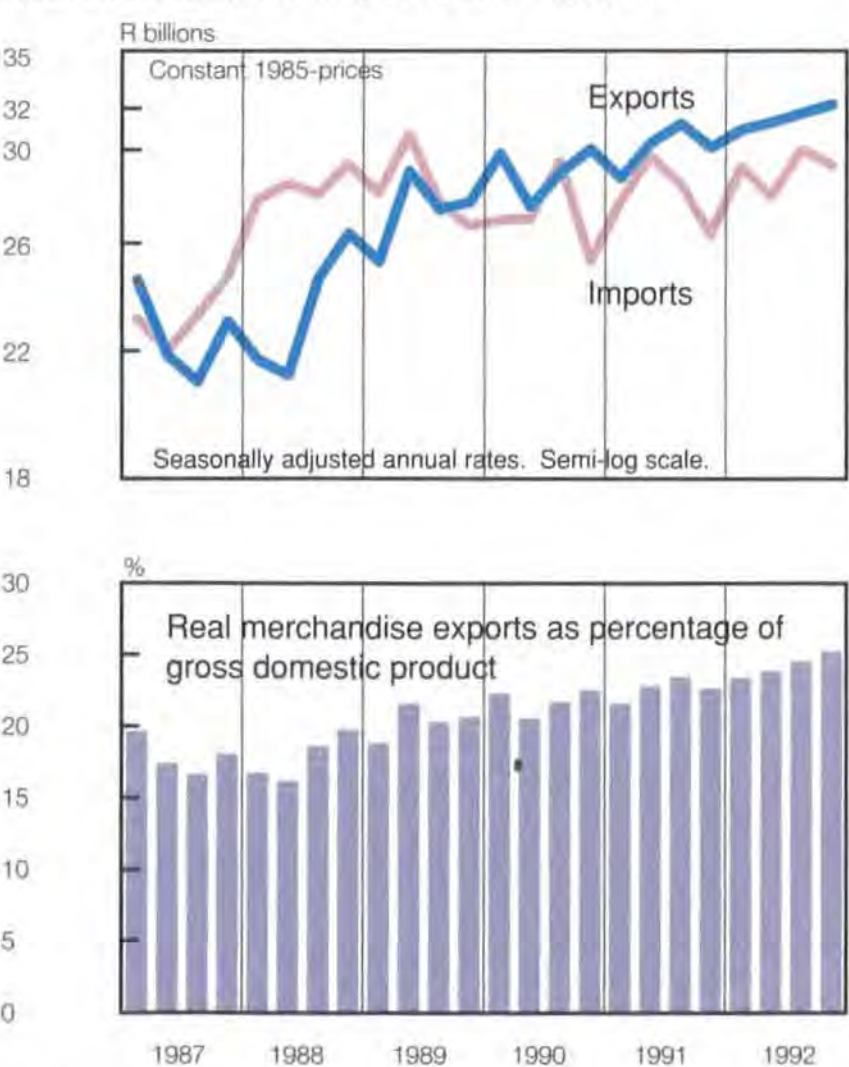 R billions
35
Constant 1985-prices
Exports
32
30
26
Imports
22
Seasonally adjusted annual rates. Semi-log scale.
18
%
30
Real merchandise exports as percentage of
gross domestic product
25
20
15
10
5
0
1987 1988 1989 1990 1991 1992